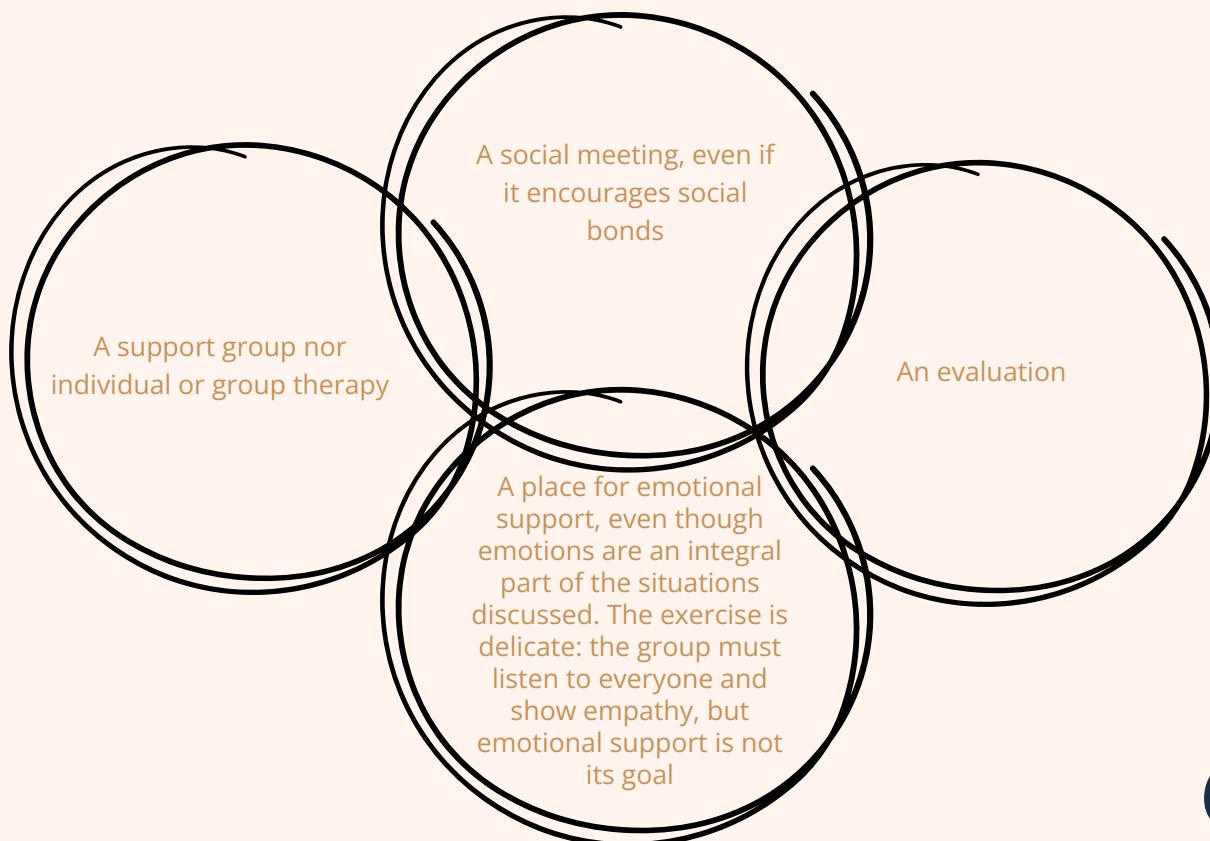 A social meeting, even if
it encourages social
bonds
A support group nor
individual or group therapy
An evaluation
A place for emotional
support, even though
emotions are an integral
part of the situations
discussed. The exercise is
delicate: the group must
listen to everyone and
show empathy, but
emotional support is not
its goal